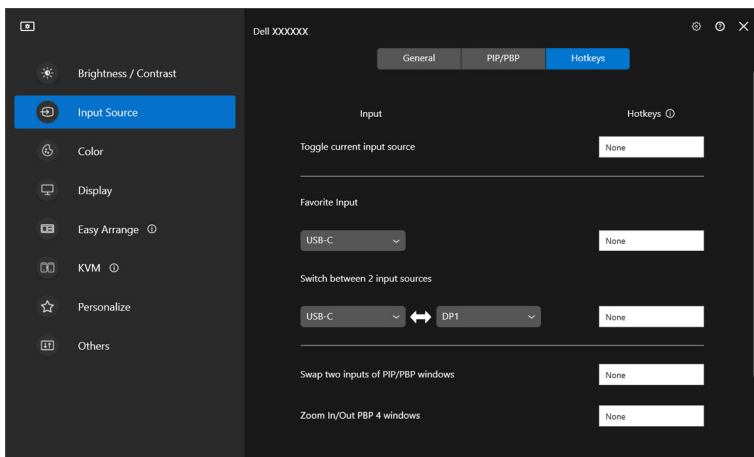 Dell XXXXXX
Brightness / Contrast
Input Source
Color
Display
Easy Arrange
KVM
Personalize
Others
General PIP/PBP Hotkeys
Input Hotkeys
Toggle current input source None
Favorite Input
USB-C None
Switch between 2 input sources
USB-C DP1 None
Swap two inputs of PIP/PBP windows None
Zoom In/Out PBP 4 windows None